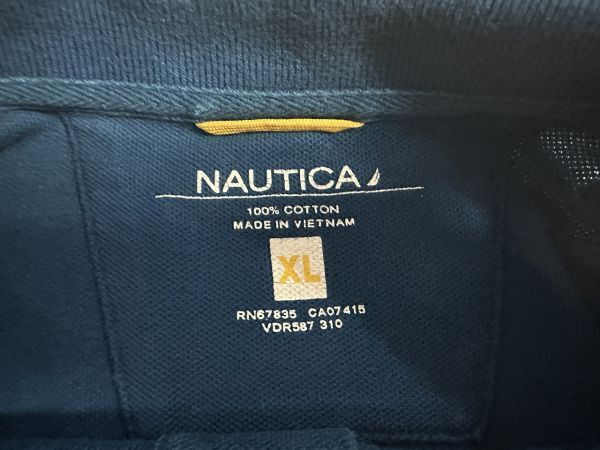 NAUTICA
100% COTTON
MADE IN VIETNAM
XL
RN67835 CA07415
VDR587 310